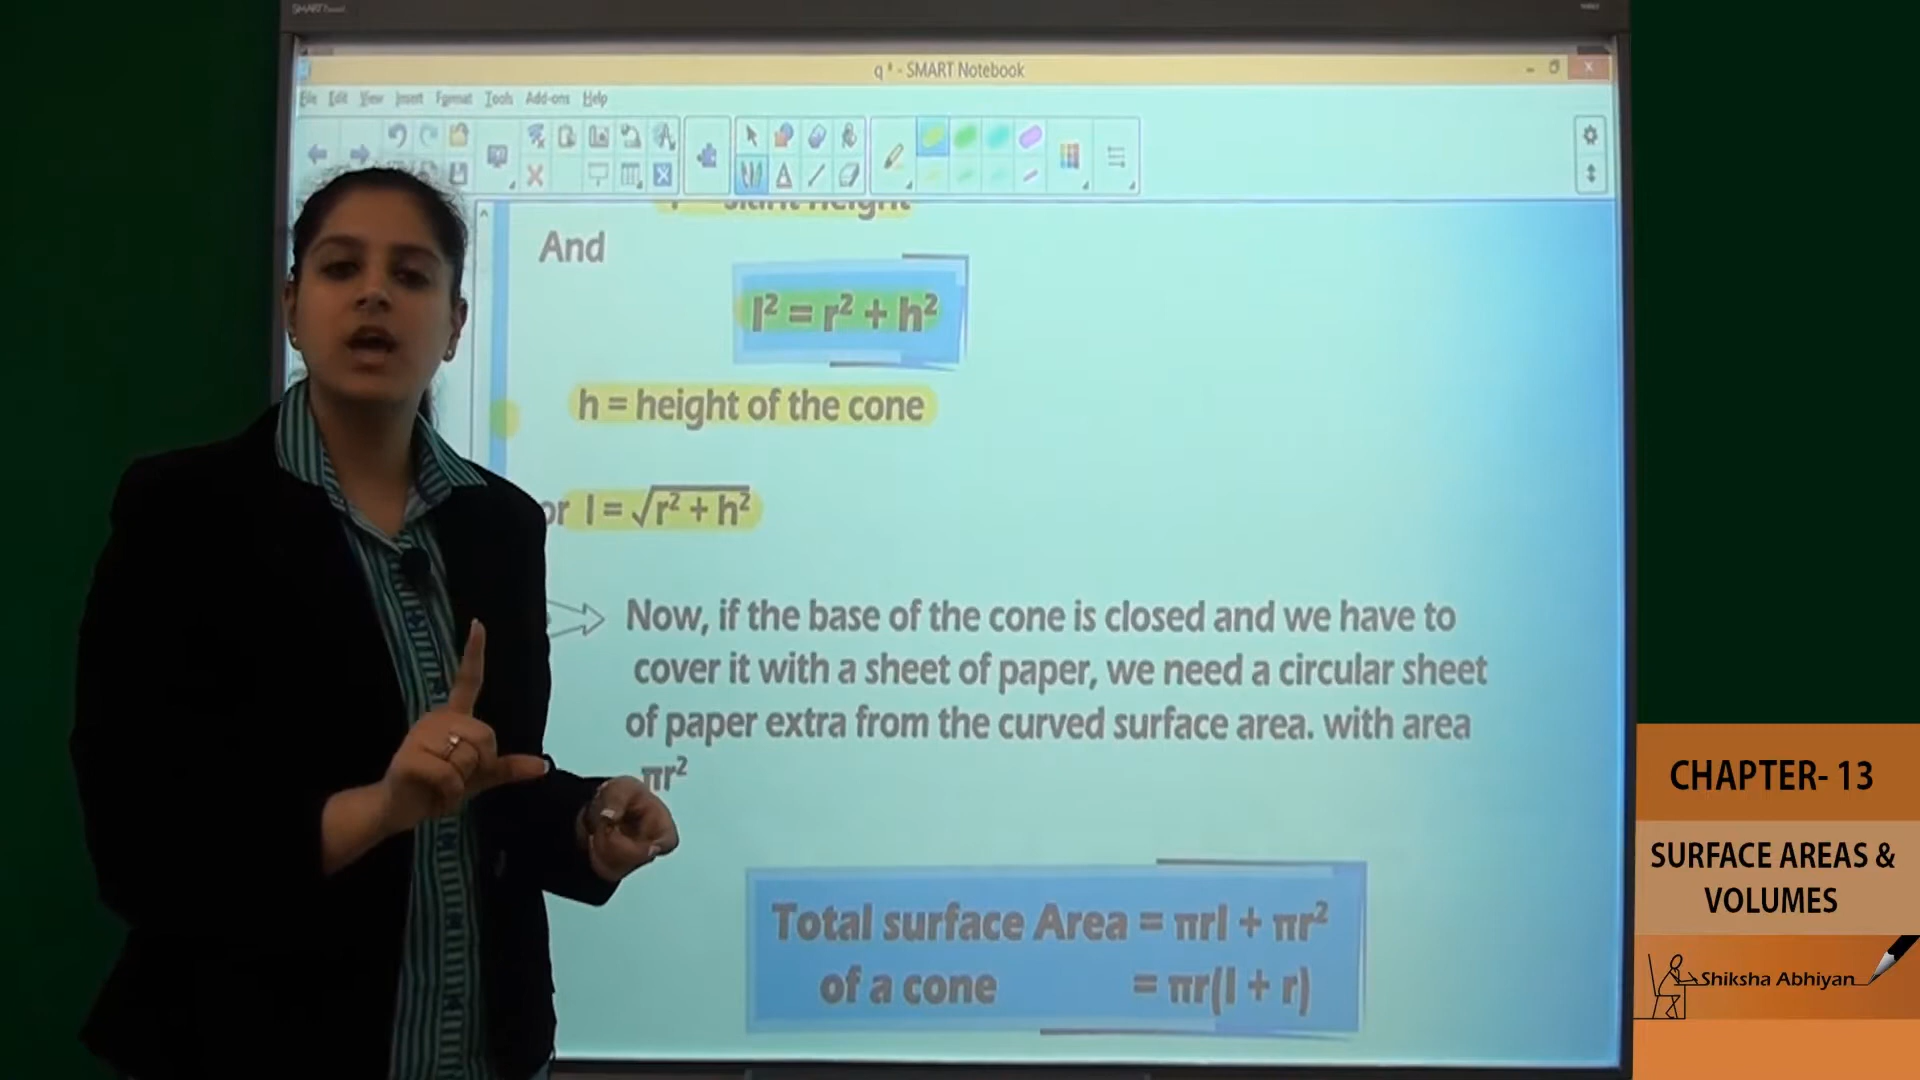 SMART
q * - SMART Notebook
File Edit View Insert Format Tools Add-ons Help
l = slant height
And
l² = r² + h²
h = height of the cone
or l = √r² + h²
Now, if the base of the cone is closed and we have to
cover it with a sheet of paper, we need a circular sheet
of paper extra from the curved surface area. with area
πr²
Total surface Area = πrl + πr²
of a cone = πr(l + r)
CHAPTER- 13
SURFACE AREAS &
VOLUMES
Shiksha Abhiyan